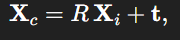 X_c = R X_i + t,